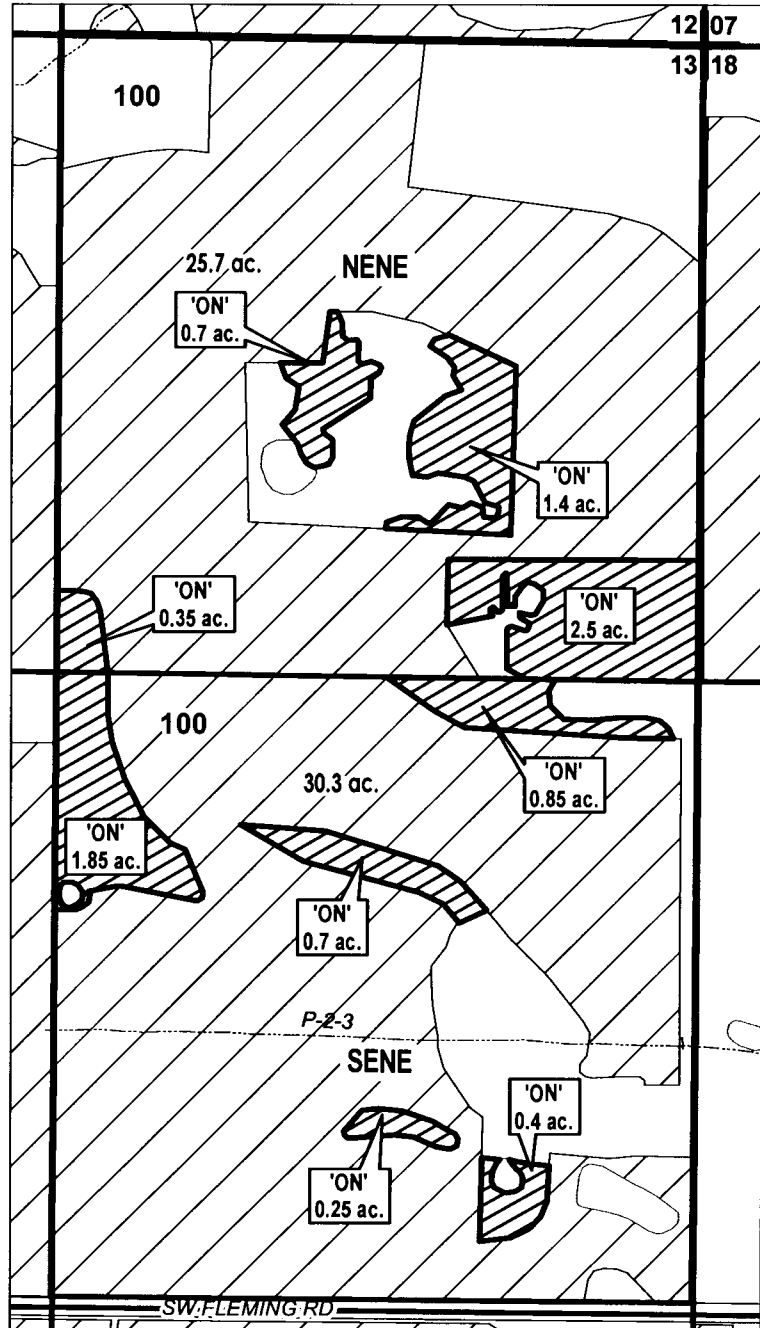 12 07
13 18
100
25.7 ac.
NENE
'ON'
0.7 ac.
'ON'
1.4 ac.
'ON'
0.35 ac.
'ON'
2.5 ac.
100
30.3 ac.
'ON'
0.85 ac.
'ON'
1.85 ac.
'ON'
0.7 ac.
P-2-3
SENE
'ON'
0.4 ac.
'ON'
0.25 ac.
SW FLEMING RD